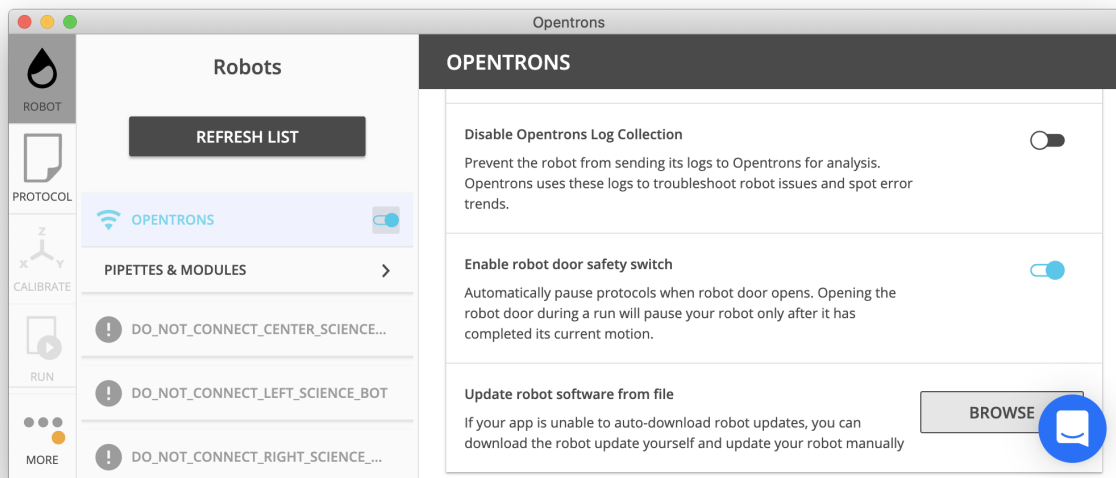 Opentrons
ROBOT
PROTOCOL
Z
X
Y
CALIBRATE
RUN
MORE
Robots
REFRESH LIST
OPENTRONS
PIPETTES & MODULES
DO_NOT_CONNECT_CENTER_SCIENCE...
DO_NOT_CONNECT_LEFT_SCIENCE_BOT
DO_NOT_CONNECT_RIGHT_SCIENCE_...
OPENTRONS
Disable Opentrons Log Collection
Prevent the robot from sending its logs to Opentrons for analysis.
Opentrons uses these logs to troubleshoot robot issues and spot error
trends.
Enable robot door safety switch
Automatically pause protocols when robot door opens. Opening the
robot door during a run will pause your robot only after it has
completed its current motion.
Update robot software from file
If your app is unable to auto-download robot updates, you can
download the robot update yourself and update your robot manually
BROWSE